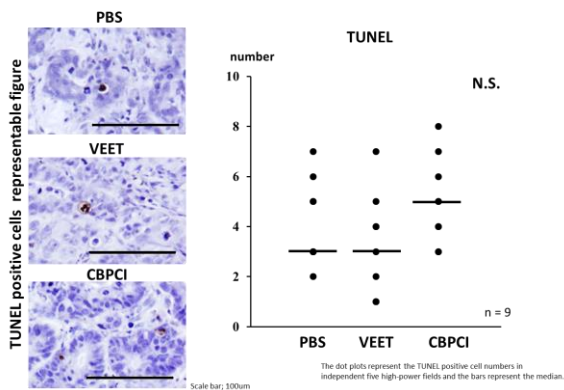 PBS
VEET
CBPCI
TUNEL positive cells representable figure
Scale bar; 100um
TUNEL
number
N.S.
10
8
6
4
2
0
PBS VEET CBPCI
n = 9
The dot plots represent the TUNEL positive cell numbers in
independent five high-power fields and the bars represent the median.